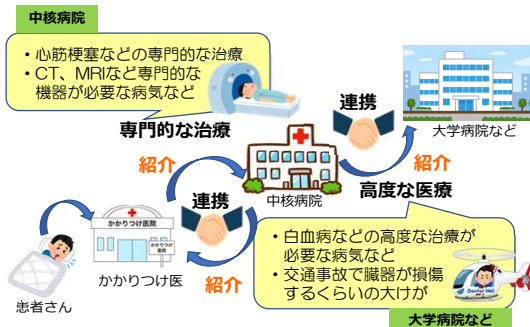 中核病院
・心筋梗塞などの専門的な治療
・CT、MRIなど専門的な
機器が必要な病気など
専門的な治療
連携
大学病院など
紹介
紹介
中核病院
高度な医療
連携
かかりつけ医院
かかりつけ
医院
かかりつけ医
紹介
患者さん
・白血病などの高度な治療が
必要な病気など
・交通事故で臓器が損傷
するくらいの大けが
Doctor Heli
大学病院など